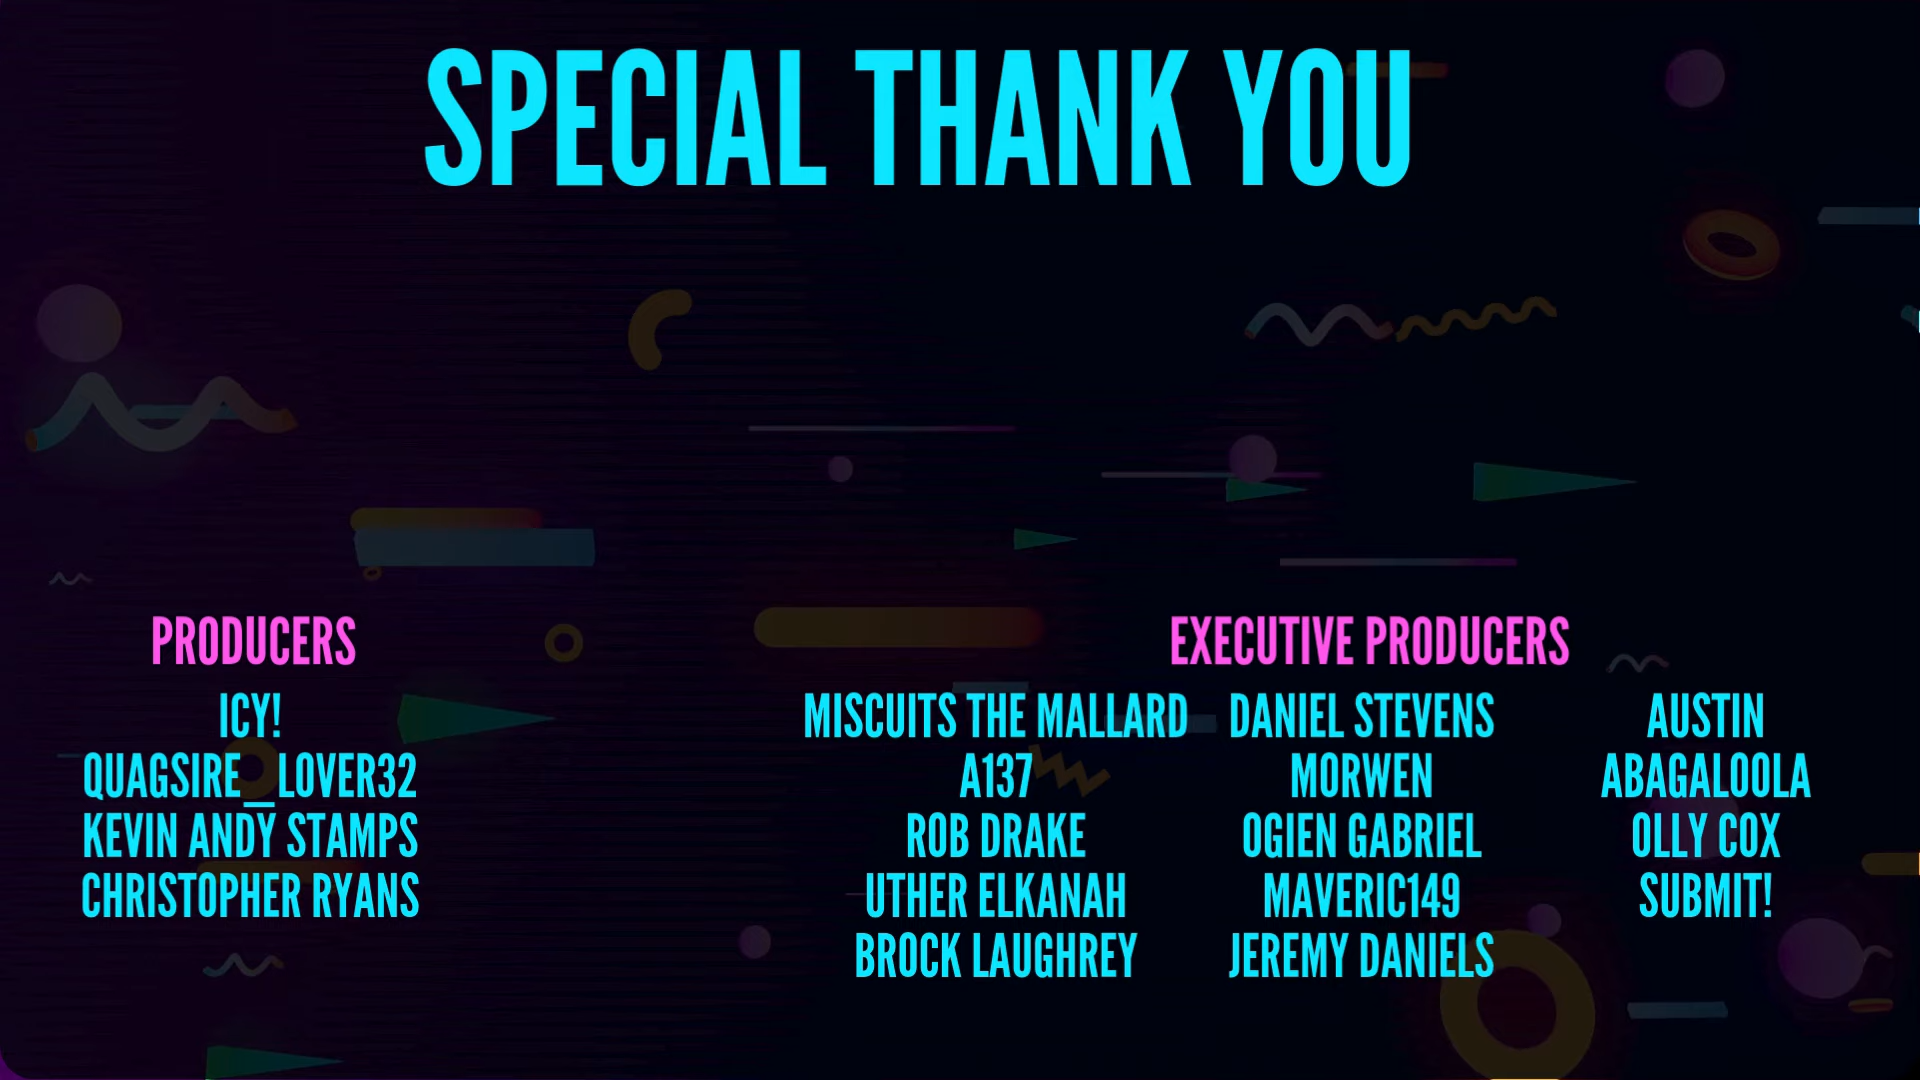 SPECIAL THANK YOU
PRODUCERS
ICY!
QUAGSIRE_LOVER32
KEVIN ANDY STAMPS
CHRISTOPHER RYANS
EXECUTIVE PRODUCERS
MISCUITS THE MALLARD
A137
ROB DRAKE
UTHER ELKANAH
BROCK LAUGHREY
DANIEL STEVENS
MORWEN
OGIEN GABRIEL
MAVERIC149
JEREMY DANIELS
AUSTIN
ABAGALOOLA
OLLY COX
SUBMIT!